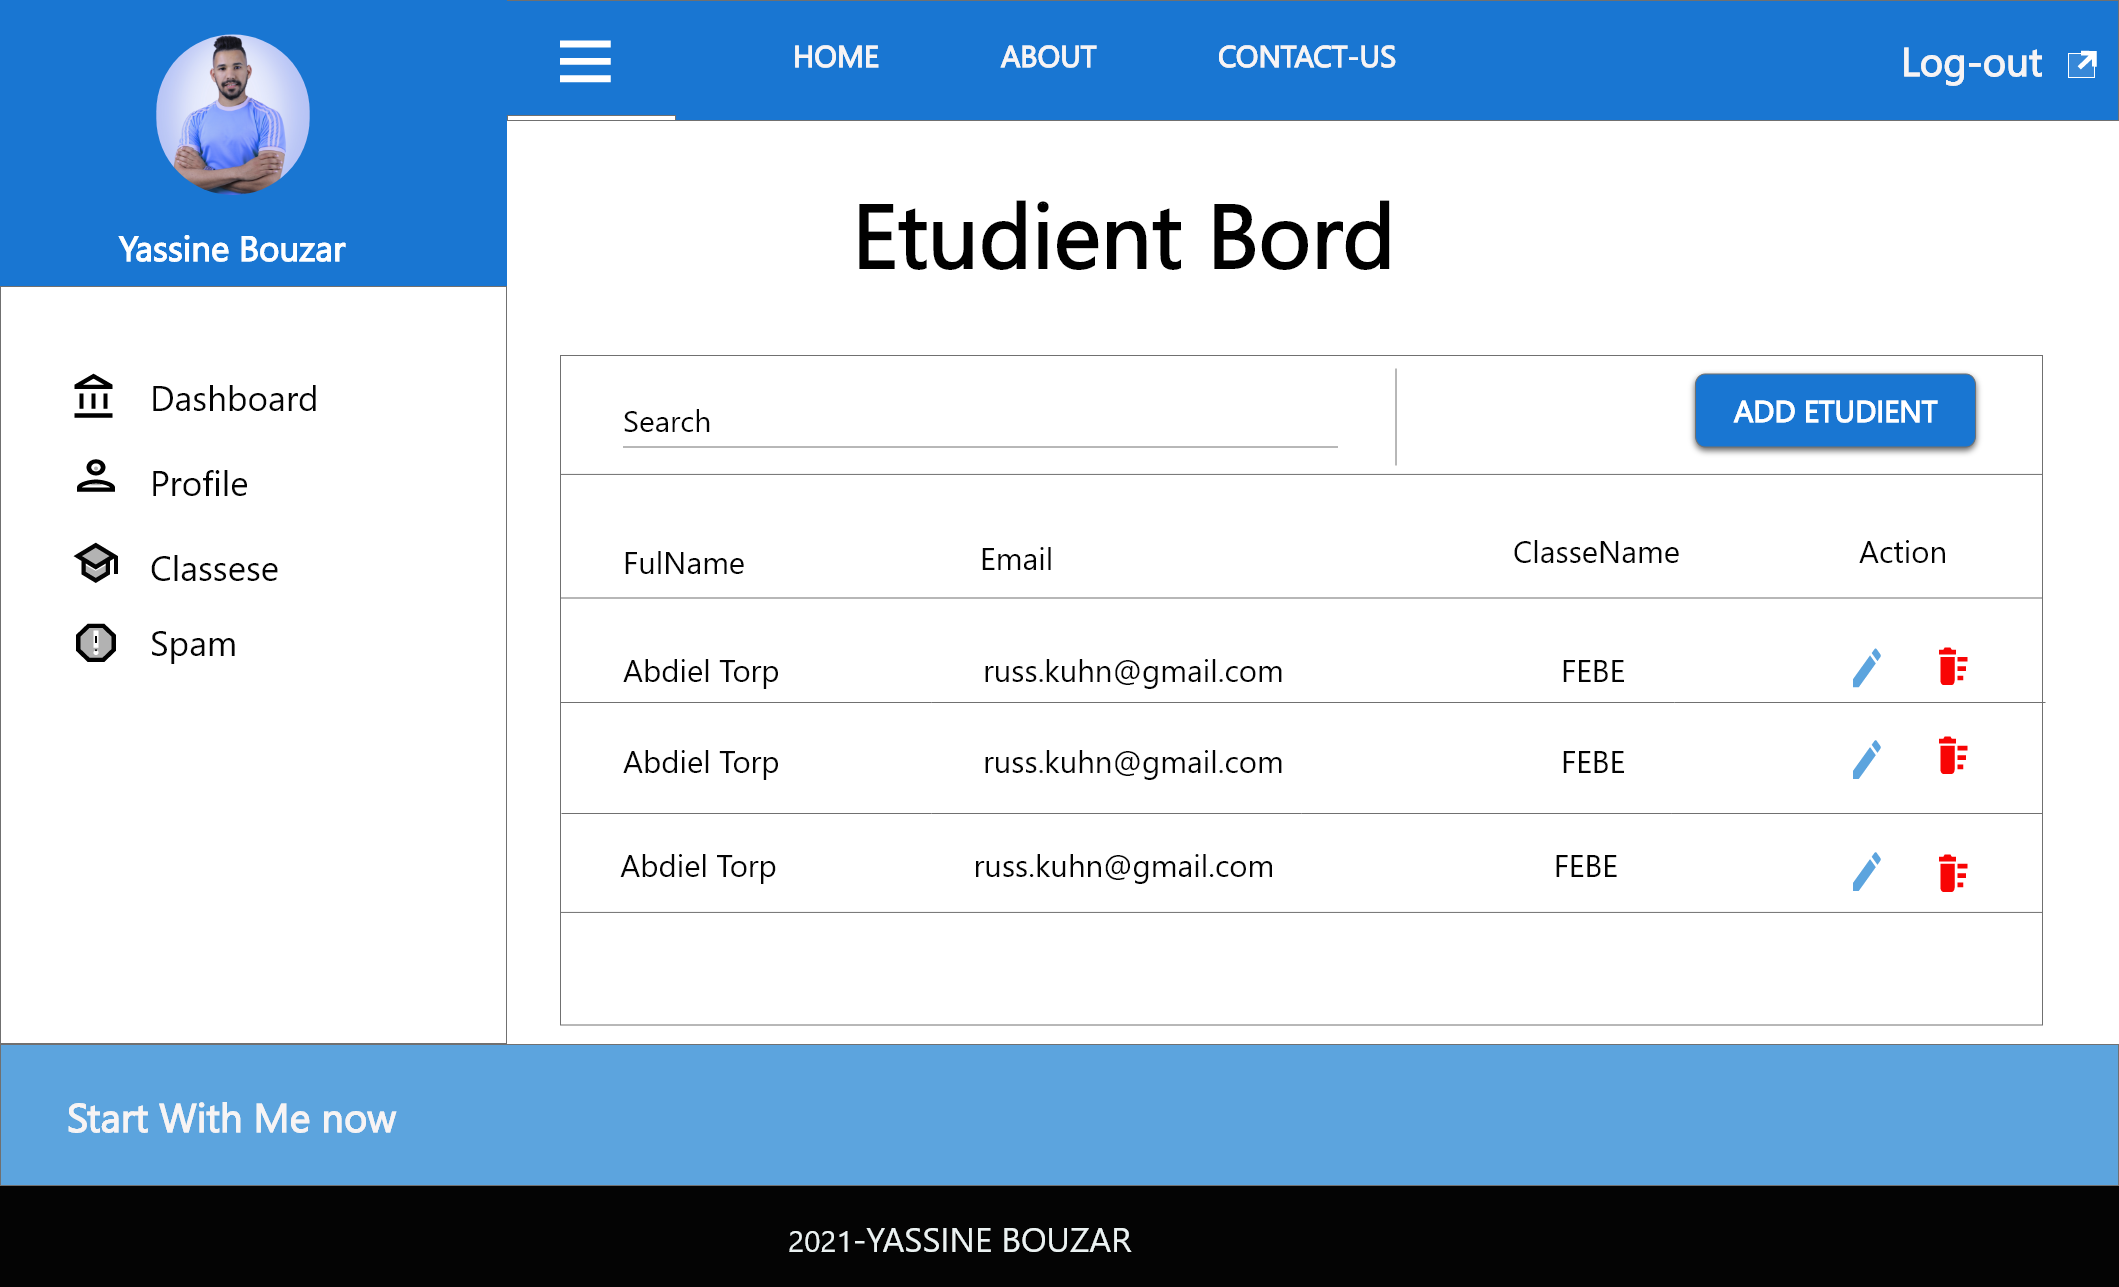 HOME ABOUT CONTACT-US Log-out
Yassine Bouzar
Etudient Bord
Dashboard
Profile
Classese
Spam
Search
ADD ETUDIENT
FulName Email ClasseName Action
Abdiel Torp russ.kuhn@gmail.com FEBE
Abdiel Torp russ.kuhn@gmail.com FEBE
Abdiel Torp russ.kuhn@gmail.com FEBE
Start With Me now
2021-YASSINE BOUZAR